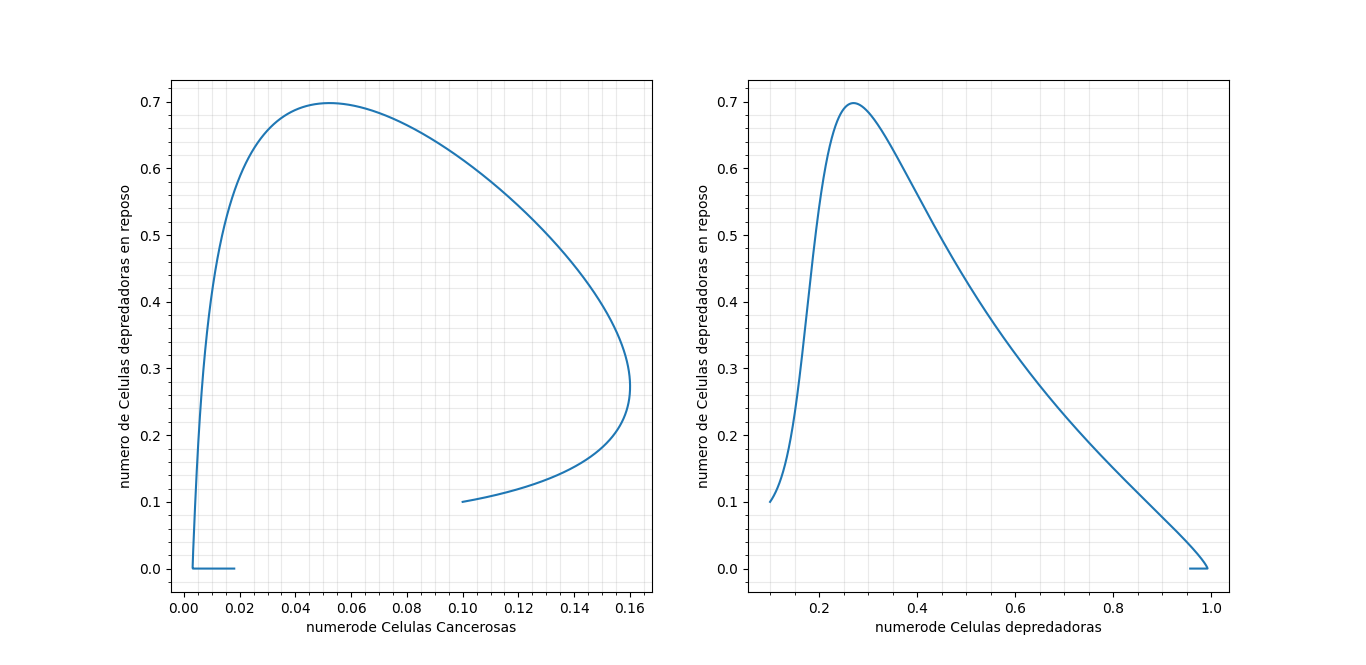 0.7
0.6
0.5
0.4
0.3
0.2
0.1
0.0
numero de Celulas depredadoras en reposo
0.00 0.02 0.04 0.06 0.08 0.10 0.12 0.14 0.16
numerode Celulas Cancerosas
0.7
0.6
0.5
0.4
0.3
0.2
0.1
0.0
numero de Celulas depredadoras en reposo
0.2 0.4 0.6 0.8 1.0
numerode Celulas depredadoras